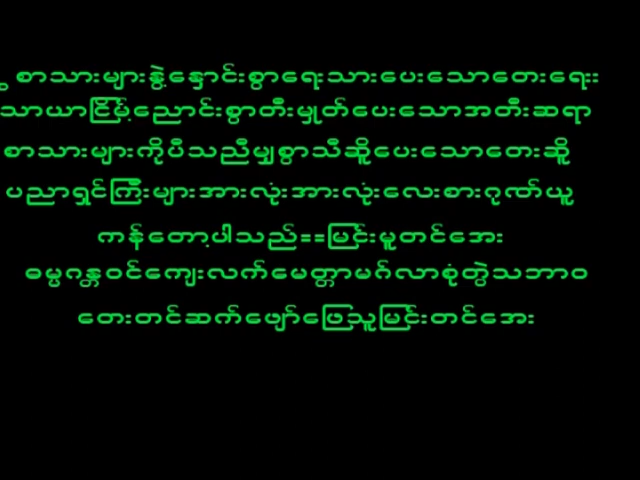 စာသားများနွဲ့နှောင်းစွာရေးသားပေးသောတေးရေး
သာယာငြိမ့်ညောင်းစွာတီးမှုတ်ပေးသောအတီးဆရာ
စာသားများကိုပီသညီမျှစွာသီဆိူပေးသောတေးဆိူ
ပညာရှင်ကြီးများအားလုံးအားလုံးလေးစားဂုဏ်ယူ
ကန်တော့ပါသည်==မြင်းမူတင်အေး
ဓမ္မဂန္တဝင်ကျေးလက်မေတ္တာမဂ်လာစုံတွဲသဘာဝ
တေးတင်ဆက်ဖျော်ဖြေသူမြင်းတင်အေး